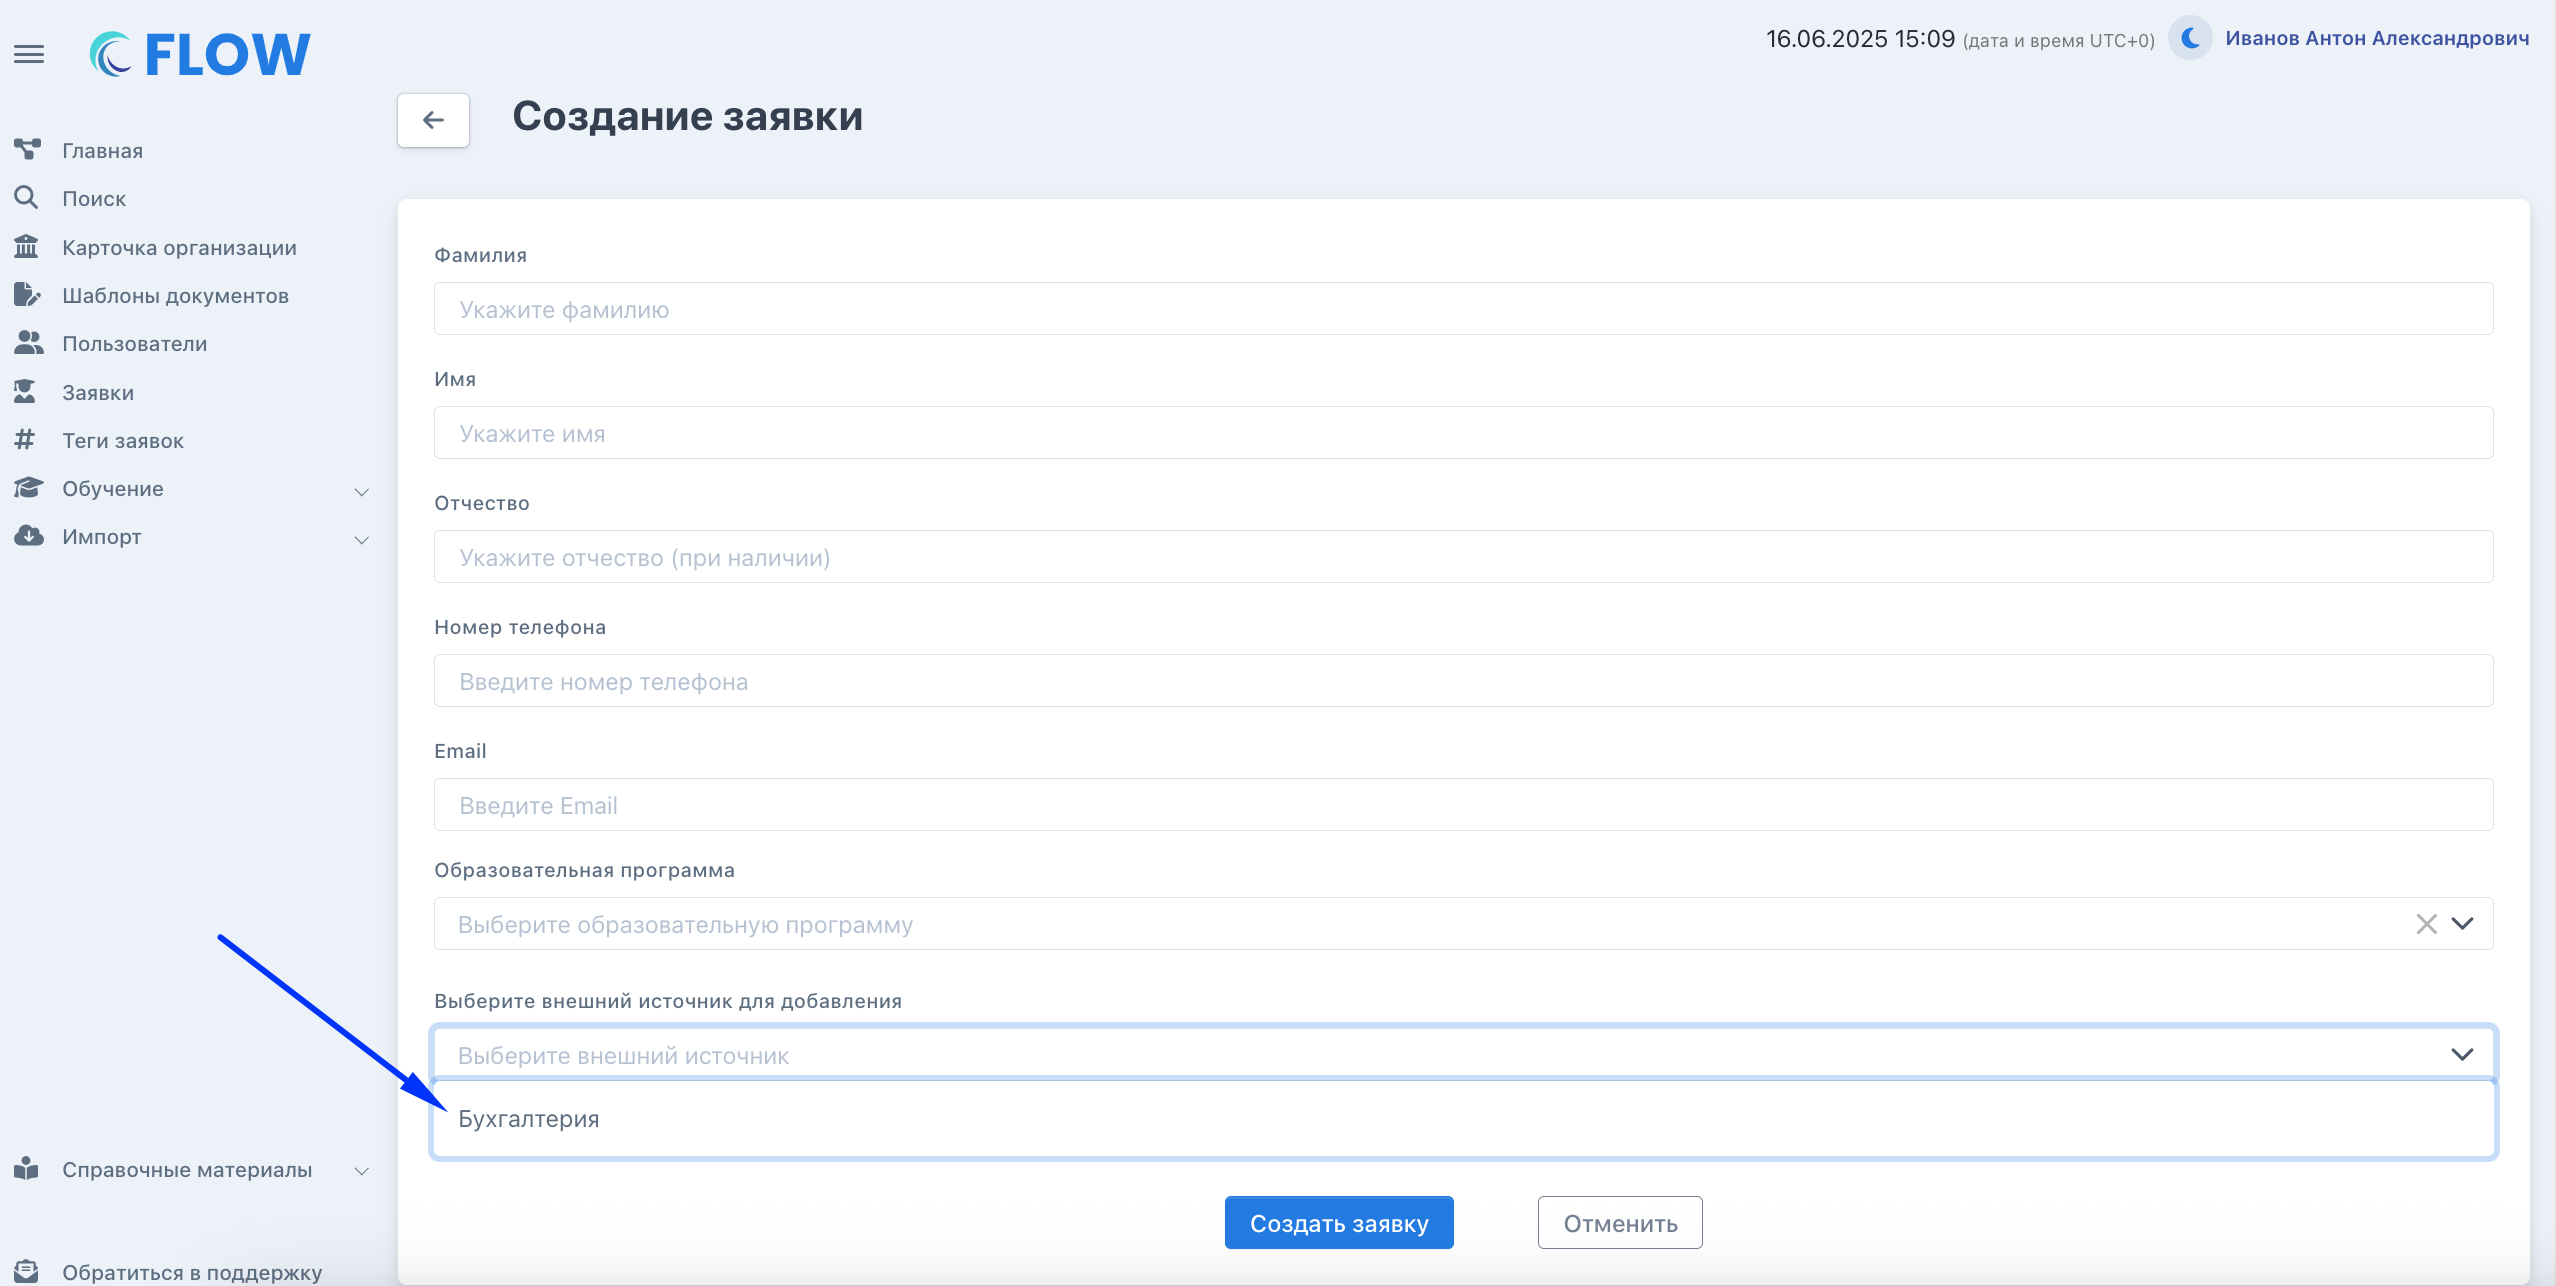 FLOW
16.06.2025 15:09 (дата и время UTC+0)
Иванов Антон Александрович
Создание заявки
Главная
Поиск
Карточка организации
Шаблоны документов
Пользователи
Заявки
Теги заявок
Обучение
Импорт
Справочные материалы
Обратиться в поддержку
Фамилия
Укажите фамилию
Имя
Укажите имя
Отчество
Укажите отчество (при наличии)
Номер телефона
Введите номер телефона
Email
Введите Email
Образовательная программа
Выберите образовательную программу
Выберите внешний источник для добавления
Выберите внешний источник
Бухгалтерия
Создать заявку
Отменить